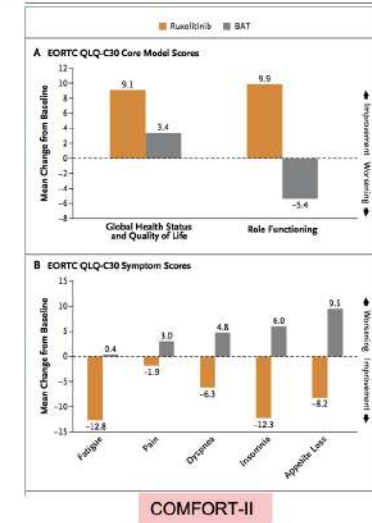 Ruxolitinib BAT
A EORTC QLQ-C30 Core Model Scores
Mean Change from Baseline
12
10
8
6
4
2
0
−2
−4
−6
−8
9.1
3.4
9.9
−5.4
Global Health Status
and Quality of Life
Role Functioning
Improvement
Worsening
B EORTC QLQ-C30 Symptom Scores
Mean Change from Baseline
15
10
5
0
−5
−10
−15
−12.8
0.4
−1.9
3.0
−6.3
4.8
−12.3
6.0
−8.2
9.5
Fatigue
Pain
Dyspnea
Insomnia
Appetite Loss
Worsening
Improvement
COMFORT-II